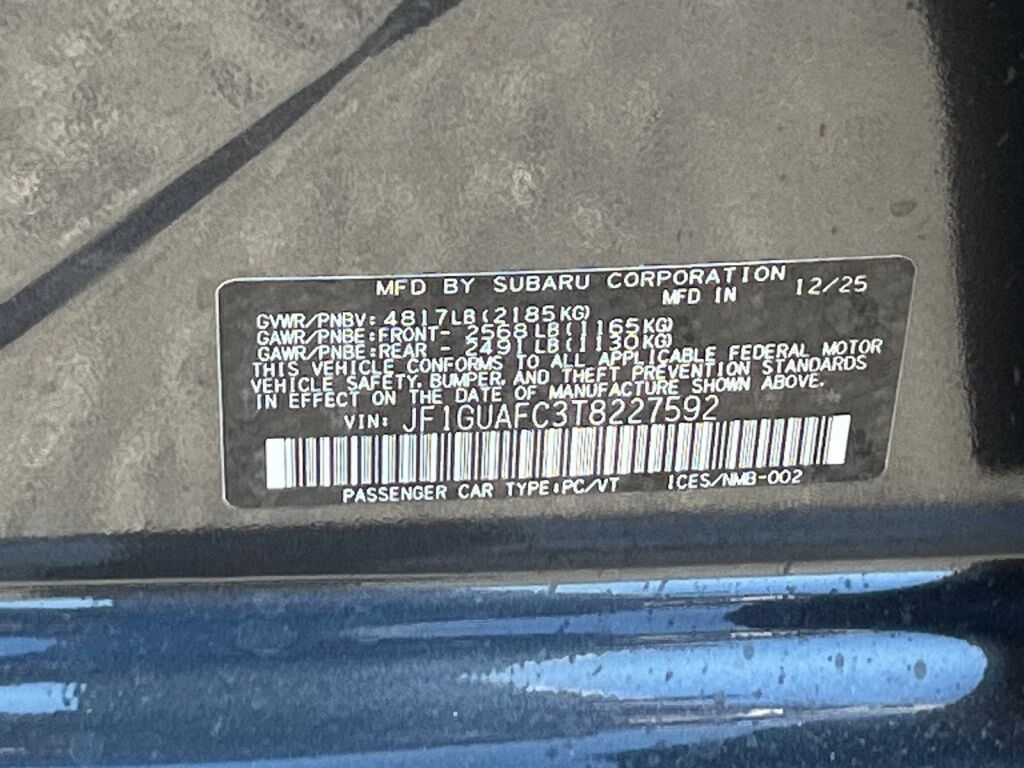 MFD BY SUBARU CORPORATION
MFD IN 12/25
GVWR/PNBV: 4817LB(2185KG)
GAWR/PNBE:FRONT- 2568LB(1165KG)
GAWR/PNBE:REAR - 2491LB(1130KG)
THIS VEHICLE CONFORMS TO ALL APPLICABLE FEDERAL MOTOR
VEHICLE SAFETY, BUMPER, AND THEFT PREVENTION STANDARDS
IN EFFECT ON THE DATE OF MANUFACTURE SHOWN ABOVE.
VIN: JF1GUAFC3T8227592
PASSENGER CAR TYPE:PC/VT ICES/NMB-002